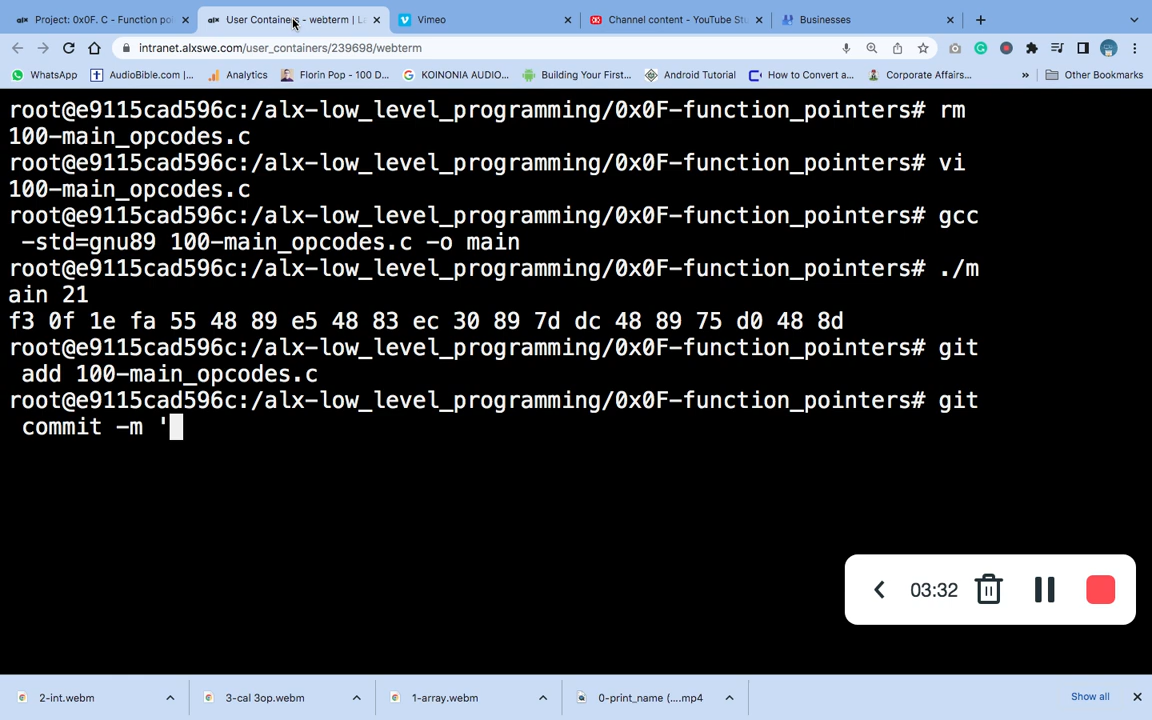 Project: 0x0F. C - Function poi
User Containers - webterm | L
Vimeo
Channel content - YouTube Stu
Businesses
intranet.alxswe.com/user_containers/239698/webterm
WhatsApp
AudioBible.com |...
Analytics
Florin Pop - 100 D...
KOINONIA AUDIO...
Building Your First...
Android Tutorial
How to Convert a...
Corporate Affairs...
»
Other Bookmarks
root@e9115cad596c:/alx-low_level_programming/0x0F-function_pointers# rm
100-main_opcodes.c
root@e9115cad596c:/alx-low_level_programming/0x0F-function_pointers# vi
100-main_opcodes.c
root@e9115cad596c:/alx-low_level_programming/0x0F-function_pointers# gcc
-std=gnu89 100-main_opcodes.c -o main
root@e9115cad596c:/alx-low_level_programming/0x0F-function_pointers# ./m
ain 21
f3 0f 1e fa 55 48 89 e5 48 83 ec 30 89 7d dc 48 89 75 d0 48 8d
root@e9115cad596c:/alx-low_level_programming/0x0F-function_pointers# git
add 100-main_opcodes.c
root@e9115cad596c:/alx-low_level_programming/0x0F-function_pointers# git
commit -m '
03:32
2-int.webm
3-cal 3op.webm
1-array.webm
0-print_name (....mp4
Show all